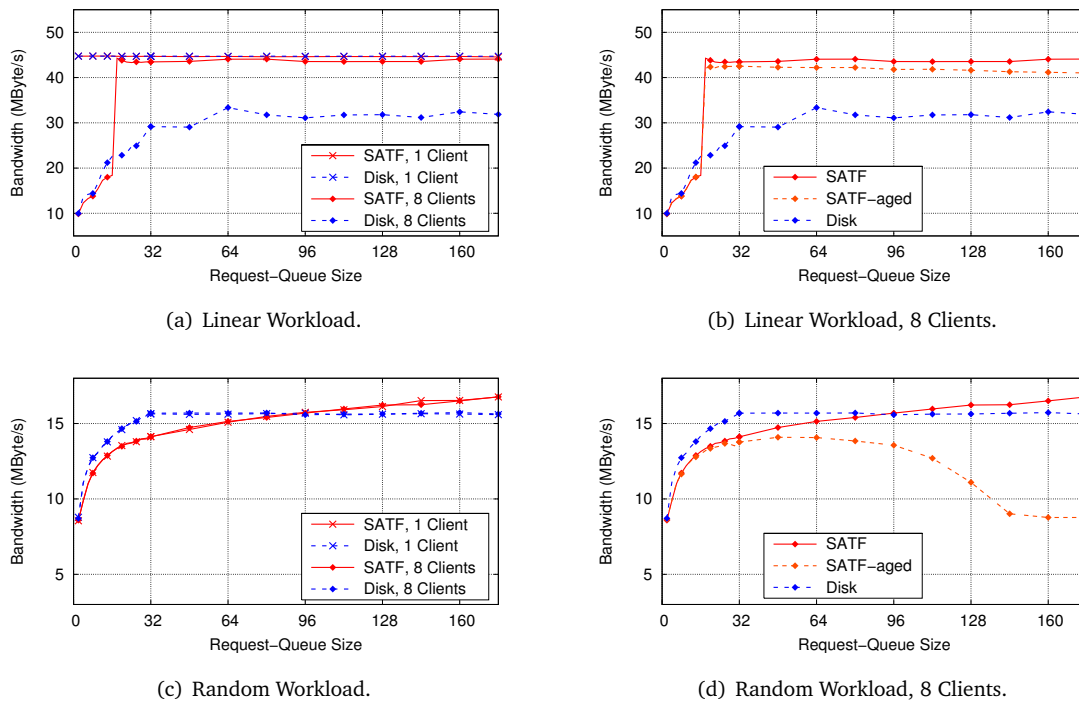 50
40
30
20
10
Bandwidth (MByte/s)
SATF, 1 Client
Disk, 1 Client
SATF, 8 Clients
Disk, 8 Clients
0 32 64 96 128 160
Request−Queue Size
(a) Linear Workload.
50
40
30
20
10
Bandwidth (MByte/s)
SATF
SATF−aged
Disk
0 32 64 96 128 160
Request−Queue Size
(b) Linear Workload, 8 Clients.
15
10
5
Bandwidth (MByte/s)
SATF, 1 Client
Disk, 1 Client
SATF, 8 Clients
Disk, 8 Clients
0 32 64 96 128 160
Request−Queue Size
(c) Random Workload.
15
10
5
Bandwidth (MByte/s)
SATF
SATF−aged
Disk
0 32 64 96 128 160
Request−Queue Size
(d) Random Workload, 8 Clients.